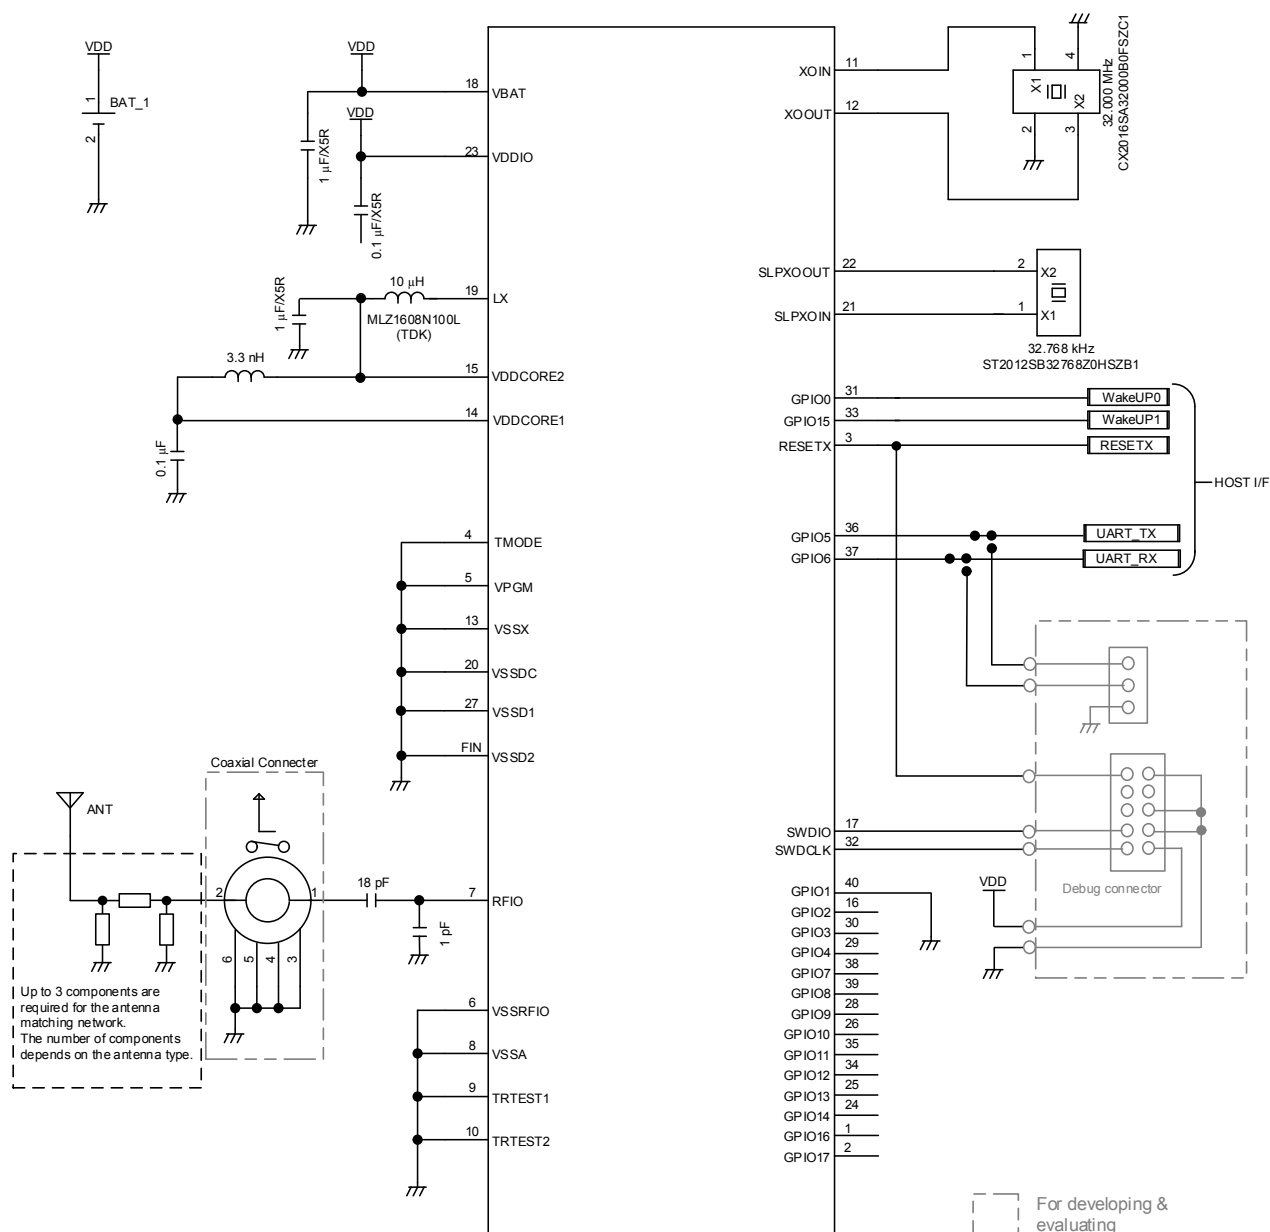 VDD
1
BAT_1
2
VDD
18
VBAT
1 μF/X5R
VDD
23
VDDIO
0.1 μF/X5R
10 μH
19
LX
1 μF/X5R
MLZ1608N100L
(TDK)
3.3 nH
15
VDDCORE2
14
VDDCORE1
0.1 μF
4
TMODE
5
VPGM
13
VSSX
20
VSSDC
27
VSSD1
FIN
VSSD2
Coaxial Connecter
ANT
2
1
18 pF
7
RFIO
1 pF
6
5
4
3
Up to 3 components are
required for the antenna
matching network.
The number of components
depends on the antenna type.
6
VSSRFIO
8
VSSA
9
TRTEST1
10
TRTEST2
XOIN
11
XOOUT
12
1
4
X1
X2
2
3
32.000 MHz
CX2016SA32000B0FSZC1
SLPXOOUT
22
2
X2
SLPXOIN
21
1
X1
32.768 kHz
ST2012SB32768Z0HSZB1
GPIO0
31
WakeUP0
GPIO15
33
WakeUP1
RESETX
3
RESETX
HOST I/F
GPIO5
36
UART_TX
GPIO6
37
UART_RX
SWDIO
17
SWDCLK
32
Debug connector
VDD
GPIO1
40
GPIO2
16
GPIO3
30
GPIO4
29
GPIO7
38
GPIO8
39
GPIO9
28
GPIO10
26
GPIO11
35
GPIO12
34
GPIO13
25
GPIO14
24
GPIO16
1
GPIO17
2
For developing &
evaluating